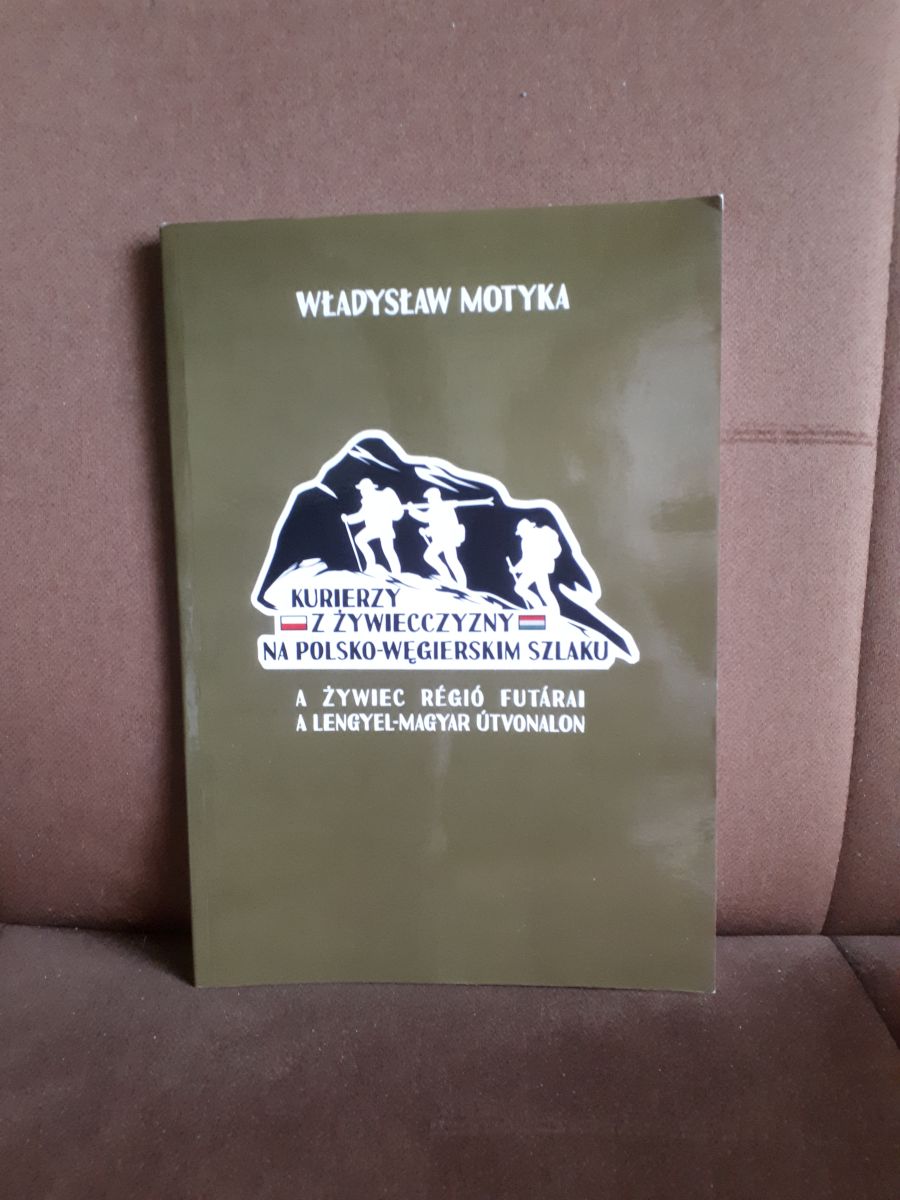 WŁADYSŁAW MOTYKA
KURIERZY
Z ŻYWIECCZYZNY
NA POLSKO-WĘGIERSKIM SZLAKU
A ŻYWIEC RÉGIÓ FUTÁRAI
A LENGYEL-MAGYAR ÚTVONALON